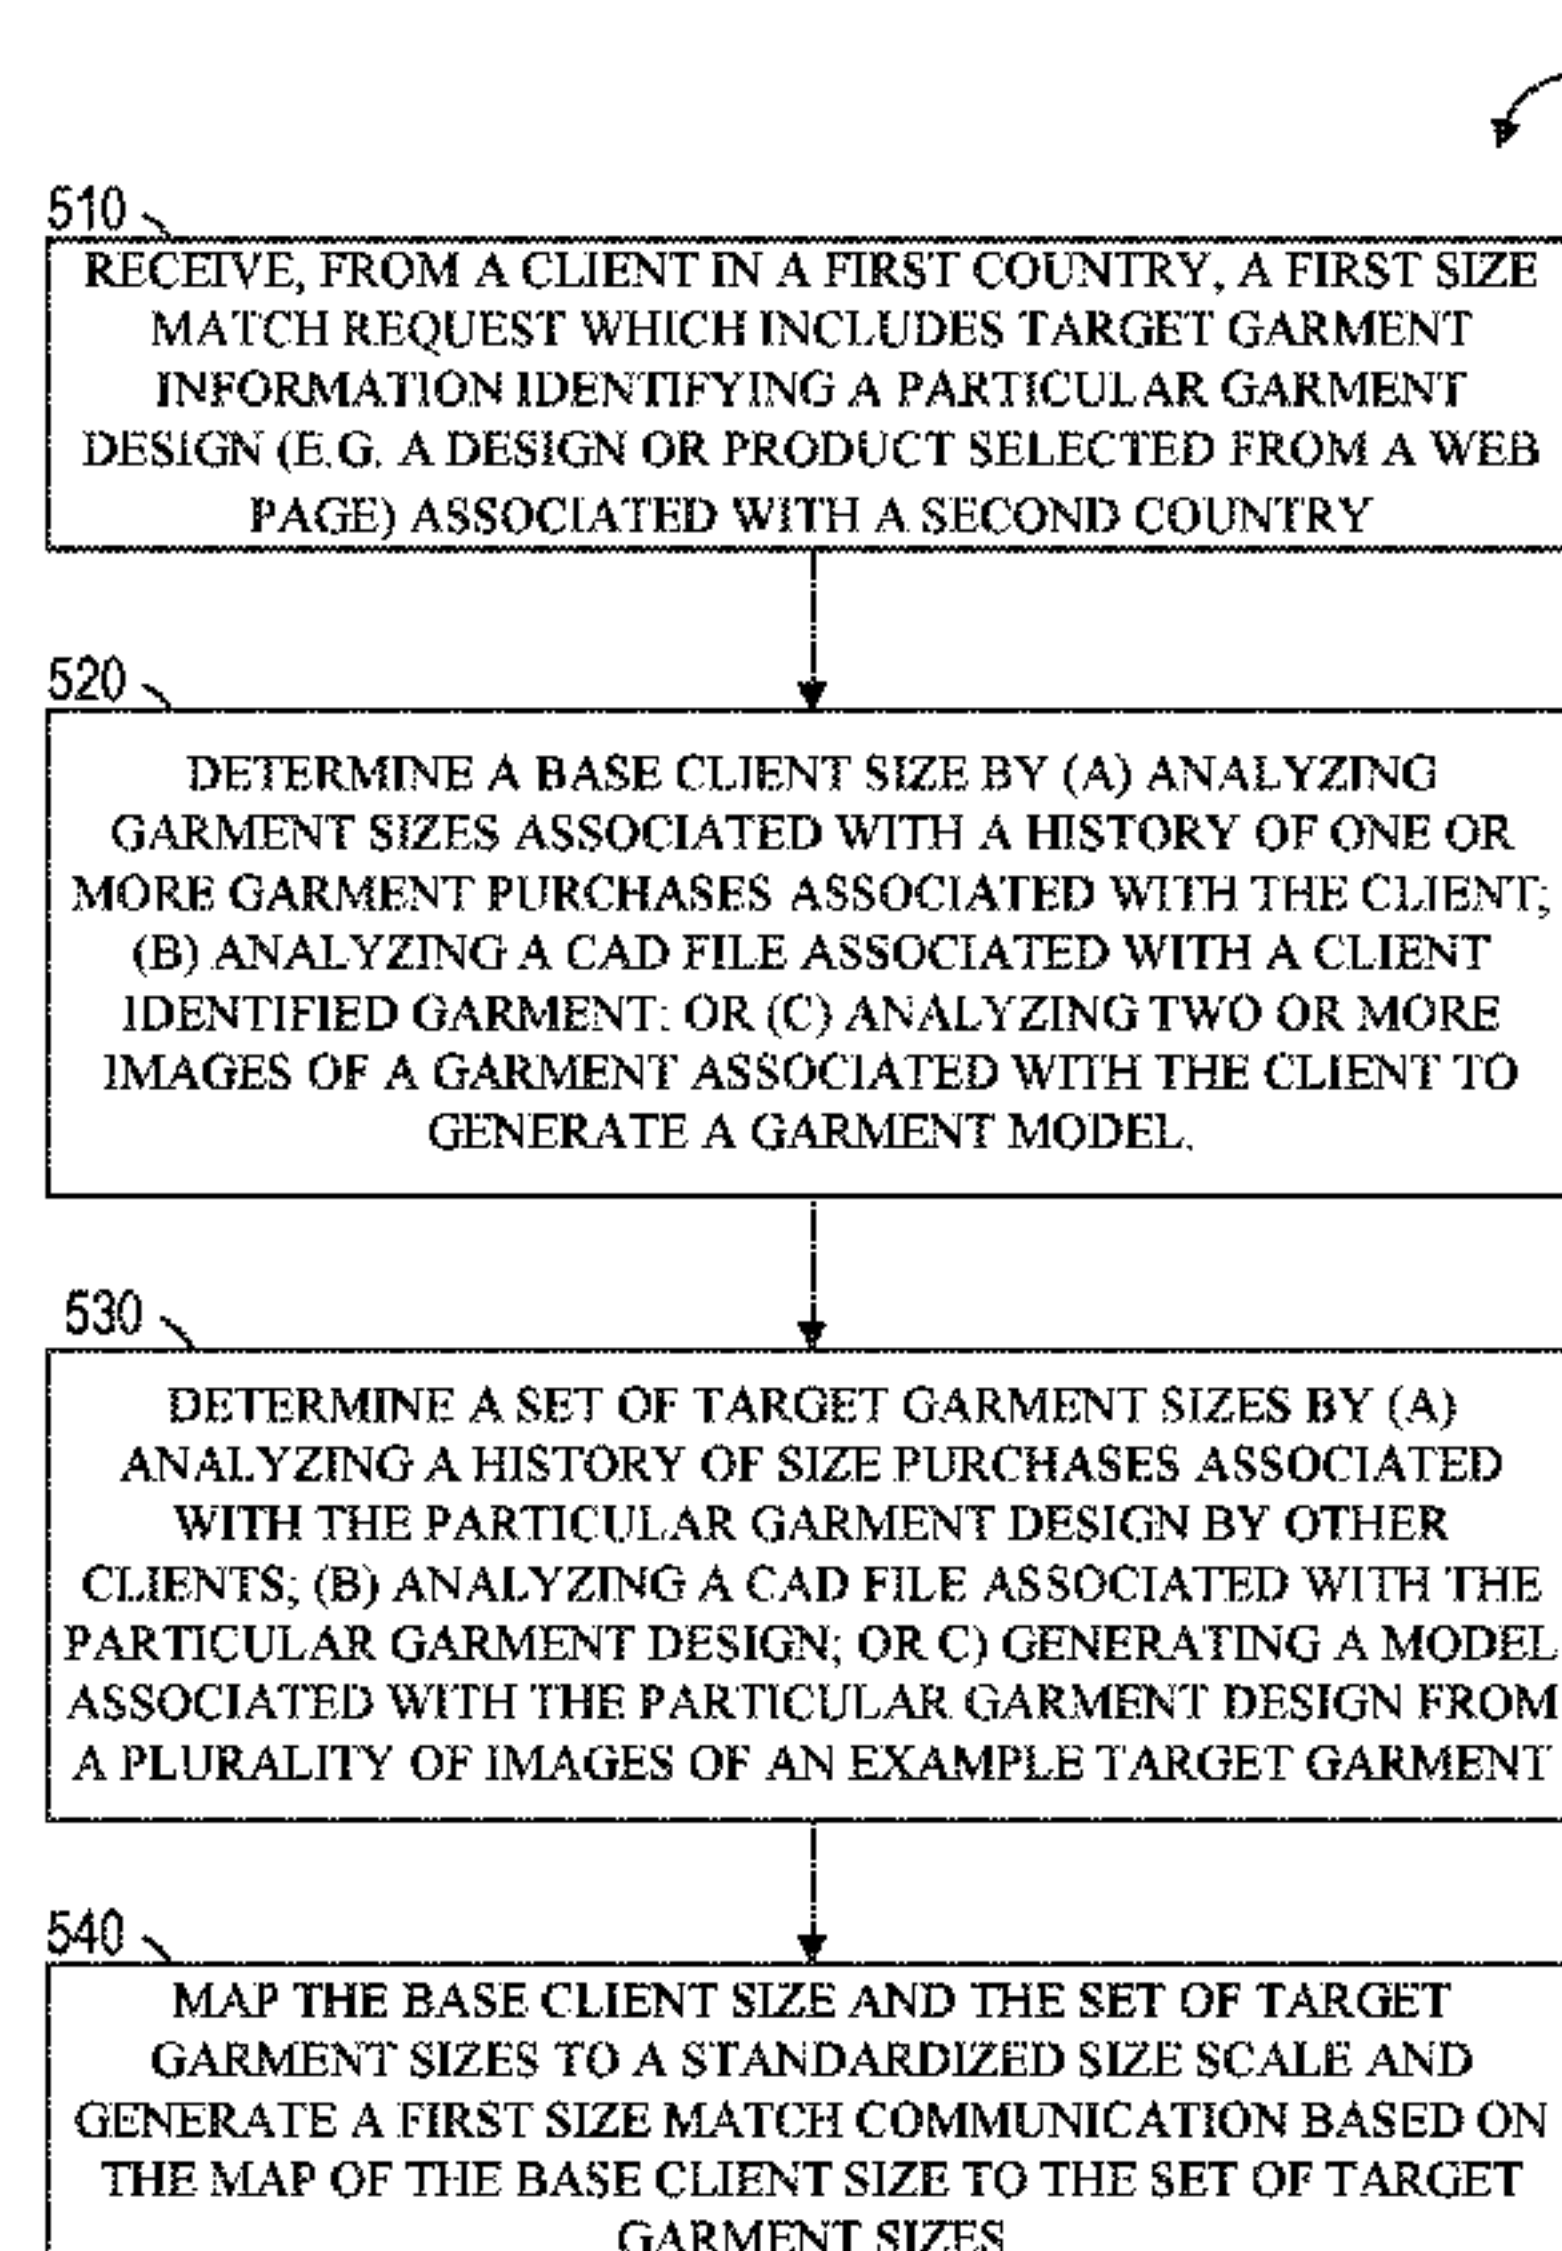 510
RECEIVE, FROM A CLIENT IN A FIRST COUNTRY, A FIRST SIZE
MATCH REQUEST WHICH INCLUDES TARGET GARMENT
INFORMATION IDENTIFYING A PARTICULAR GARMENT
DESIGN (E.G. A DESIGN OR PRODUCT SELECTED FROM A WEB
PAGE) ASSOCIATED WITH A SECOND COUNTRY
520
DETERMINE A BASE CLIENT SIZE BY (A) ANALYZING
GARMENT SIZES ASSOCIATED WITH A HISTORY OF ONE OR
MORE GARMENT PURCHASES ASSOCIATED WITH THE CLIENT;
(B) ANALYZING A CAD FILE ASSOCIATED WITH A CLIENT
IDENTIFIED GARMENT: OR (C) ANALYZING TWO OR MORE
IMAGES OF A GARMENT ASSOCIATED WITH THE CLIENT TO
GENERATE A GARMENT MODEL.
530
DETERMINE A SET OF TARGET GARMENT SIZES BY (A)
ANALYZING A HISTORY OF SIZE PURCHASES ASSOCIATED
WITH THE PARTICULAR GARMENT DESIGN BY OTHER
CLIENTS; (B) ANALYZING A CAD FILE ASSOCIATED WITH THE
PARTICULAR GARMENT DESIGN; OR C) GENERATING A MODEL
ASSOCIATED WITH THE PARTICULAR GARMENT DESIGN FROM
A PLURALITY OF IMAGES OF AN EXAMPLE TARGET GARMENT
540
MAP THE BASE CLIENT SIZE AND THE SET OF TARGET
GARMENT SIZES TO A STANDARDIZED SIZE SCALE AND
GENERATE A FIRST SIZE MATCH COMMUNICATION BASED ON
THE MAP OF THE BASE CLIENT SIZE TO THE SET OF TARGET
GARMENT SIZES